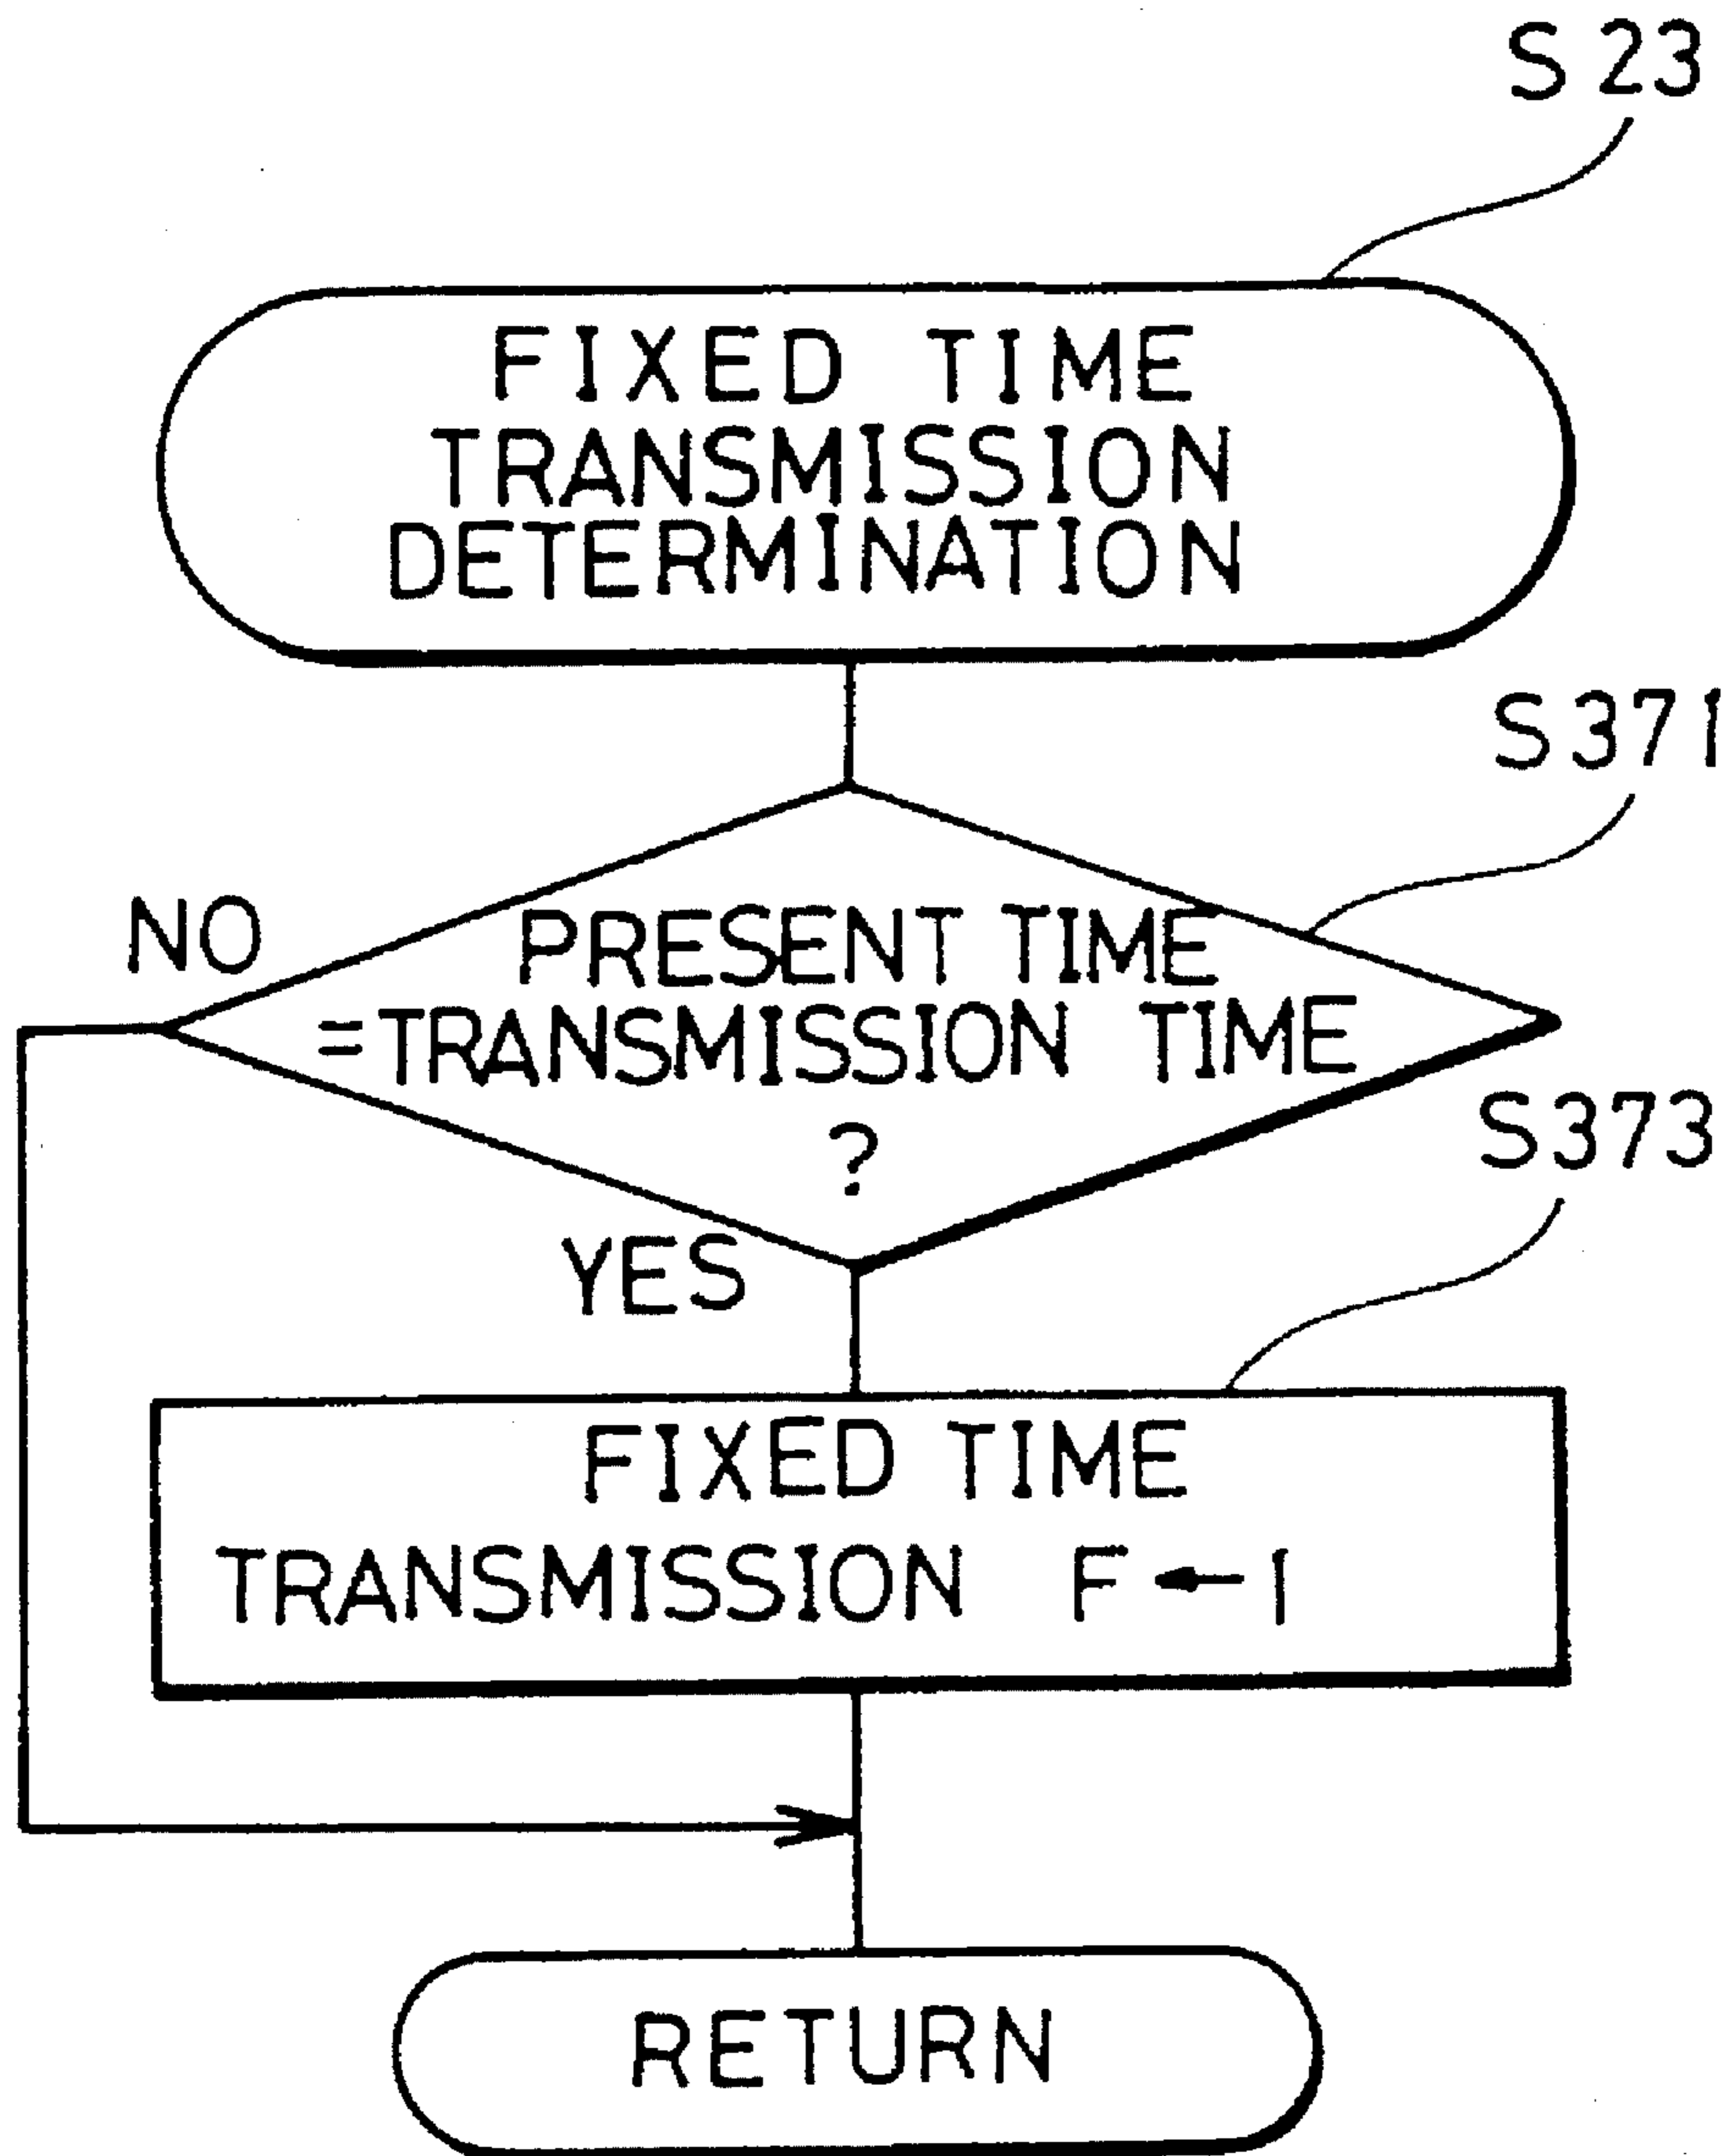 S23
FIXED TIME
TRANSMISSION
DETERMINATION
S371
NO
PRESENT TIME
=TRANSMISSION TIME
?
YES
S373
FIXED TIME
TRANSMISSION F←1
RETURN